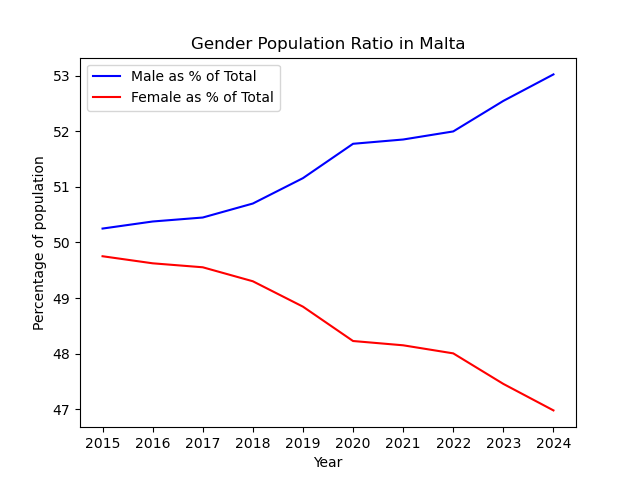 Gender Population Ratio in Malta
Male as % of Total
Female as % of Total
53
52
51
50
49
48
47
Percentage of population
2015 2016 2017 2018 2019 2020 2021 2022 2023 2024
Year